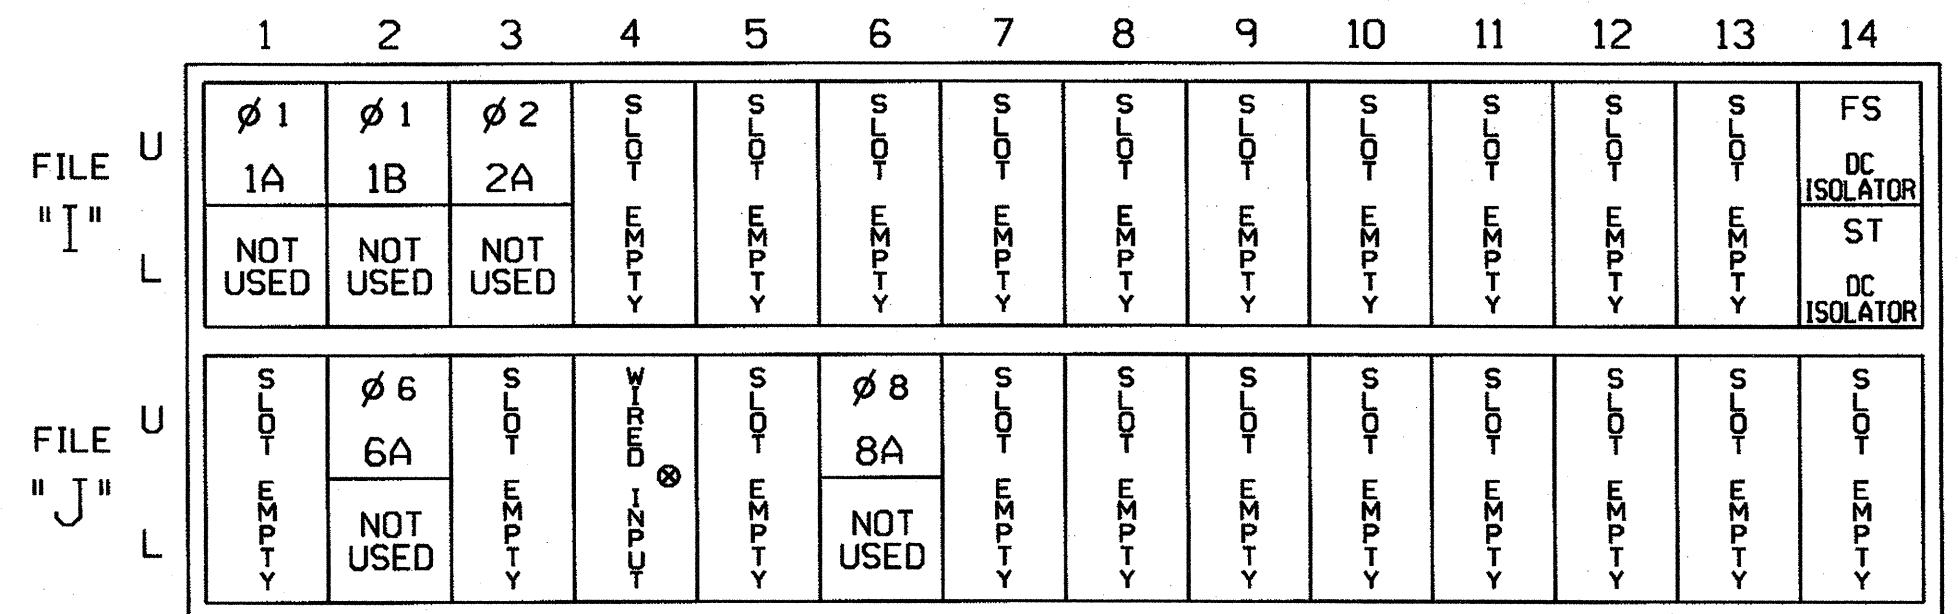 1 2 3 4 5 6 7 8 9 10 11 12 13 14
FILE "I"
U
L
ø 1
1A
NOT USED
ø 1
1B
NOT USED
ø 2
2A
NOT USED
SLOT EMPTY
SLOT EMPTY
SLOT EMPTY
SLOT EMPTY
SLOT EMPTY
SLOT EMPTY
SLOT EMPTY
SLOT EMPTY
SLOT EMPTY
SLOT EMPTY
FS
DC
ISOLATOR
ST
DC
ISOLATOR
FILE "J"
U
L
SLOT EMPTY
ø 6
6A
NOT USED
SLOT EMPTY
WIRED INPUT
⊗
SLOT EMPTY
ø 8
8A
NOT USED
SLOT EMPTY
SLOT EMPTY
SLOT EMPTY
SLOT EMPTY
SLOT EMPTY
SLOT EMPTY
SLOT EMPTY
SLOT EMPTY